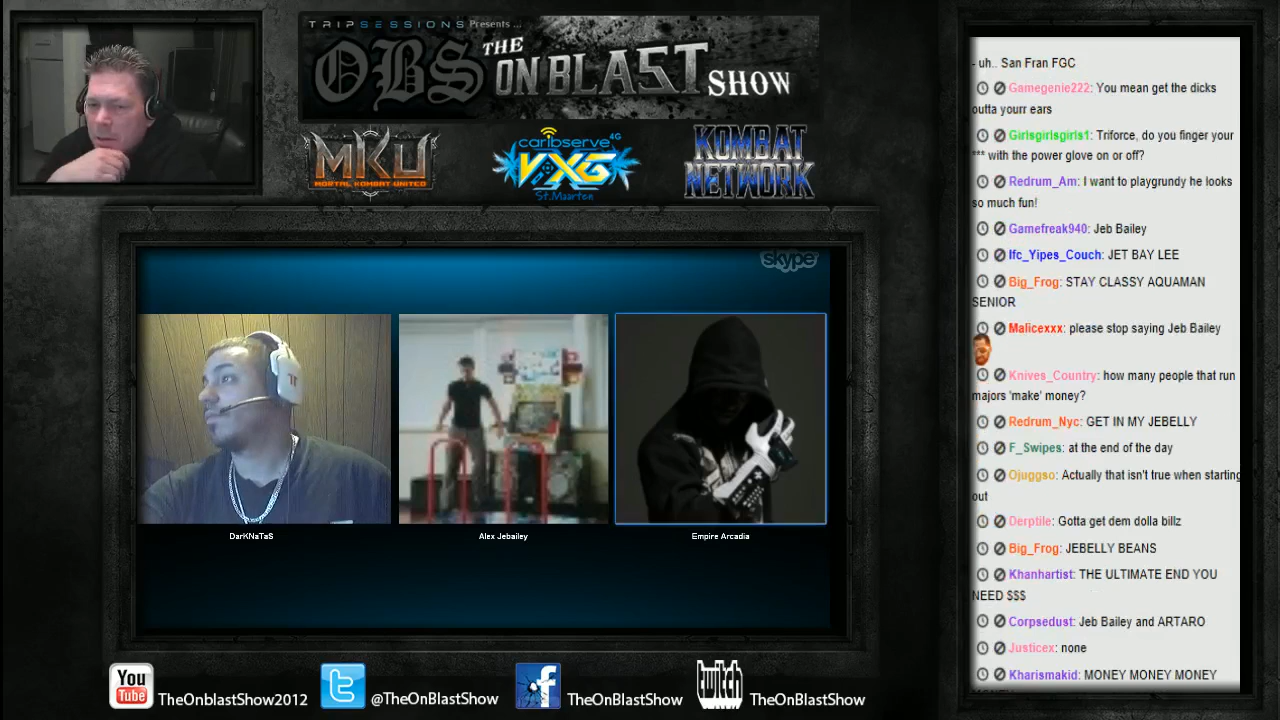 TRIPSESSIONS Presents ...
OBS THE ON BLAST SHOW
MKU
MORTAL KOMBAT UNITED
caribserve 4G
VXG
St.Maarten
KOMBAT
NETWORK
skype
DarKNaTaS
Alex Jebailey
Empire Arcadia
You
Tube
TheOnblastShow2012
@TheOnBlastShow
TheOnBlastShow
twitch
TheOnBlastShow
- uh.. San Fran FGC
Gamegenie222: You mean get the dicks
outta yourr ears
Girlsgirlsgirls1: Triforce, do you finger your
*** with the power glove on or off?
Redrum_Am: I want to playgrundy he looks
so much fun!
Gamefreak940: Jeb Bailey
Ifc_Yipes_Couch: JET BAY LEE
Big_Frog: STAY CLASSY AQUAMAN
SENIOR
Malicexxx: please stop saying Jeb Bailey
Knives_Country: how many people that run
majors 'make' money?
Redrum_Nyc: GET IN MY JEBELLY
F_Swipes: at the end of the day
Ojuggso: Actually that isn't true when starting
out
Derptile: Gotta get dem dolla billz
Big_Frog: JEBELLY BEANS
Khanhartist: THE ULTIMATE END YOU
NEED $$$
Corpsedust: Jeb Bailey and ARTARO
Justicex: none
Kharismakid: MONEY MONEY MONEY